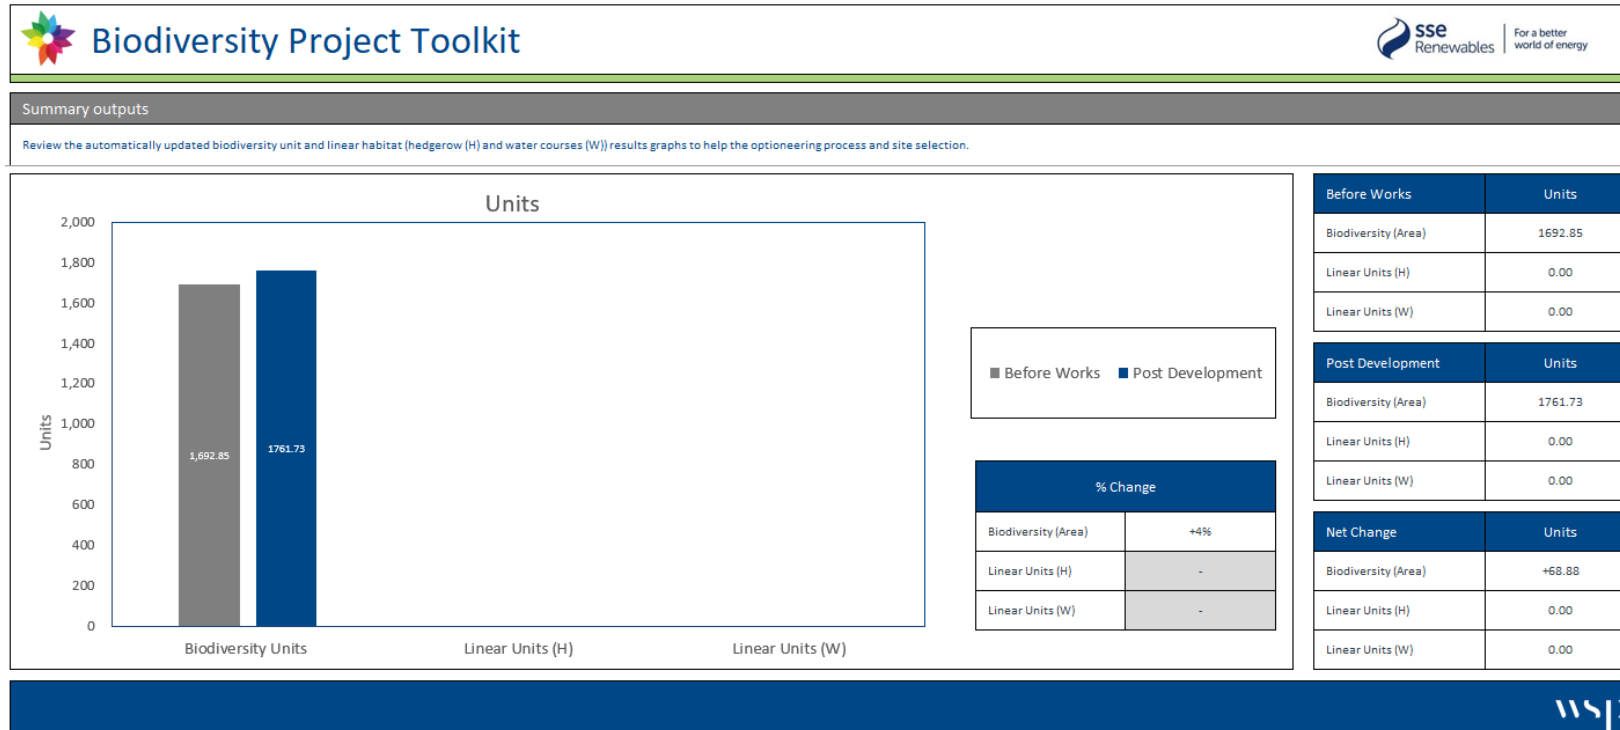 Biodiversity Project Toolkit
sse
Renewables
For a better
world of energy
Summary outputs
Review the automatically updated biodiversity unit and linear habitat (hedgerow (H) and water courses (W)) results graphs to help the optioneering process and site selection.
Units
2,000
1,800
1,600
1,400
1,200
1,000
800
600
400
200
0
Units
1,692.85
1761.73
Biodiversity Units
Linear Units (H)
Linear Units (W)
Before Works
Post Development
% Change
Biodiversity (Area) +4%
Linear Units (H) -
Linear Units (W) -
Before Works Units
Biodiversity (Area) 1692.85
Linear Units (H) 0.00
Linear Units (W) 0.00
Post Development Units
Biodiversity (Area) 1761.73
Linear Units (H) 0.00
Linear Units (W) 0.00
Net Change Units
Biodiversity (Area) +68.88
Linear Units (H) 0.00
Linear Units (W) 0.00